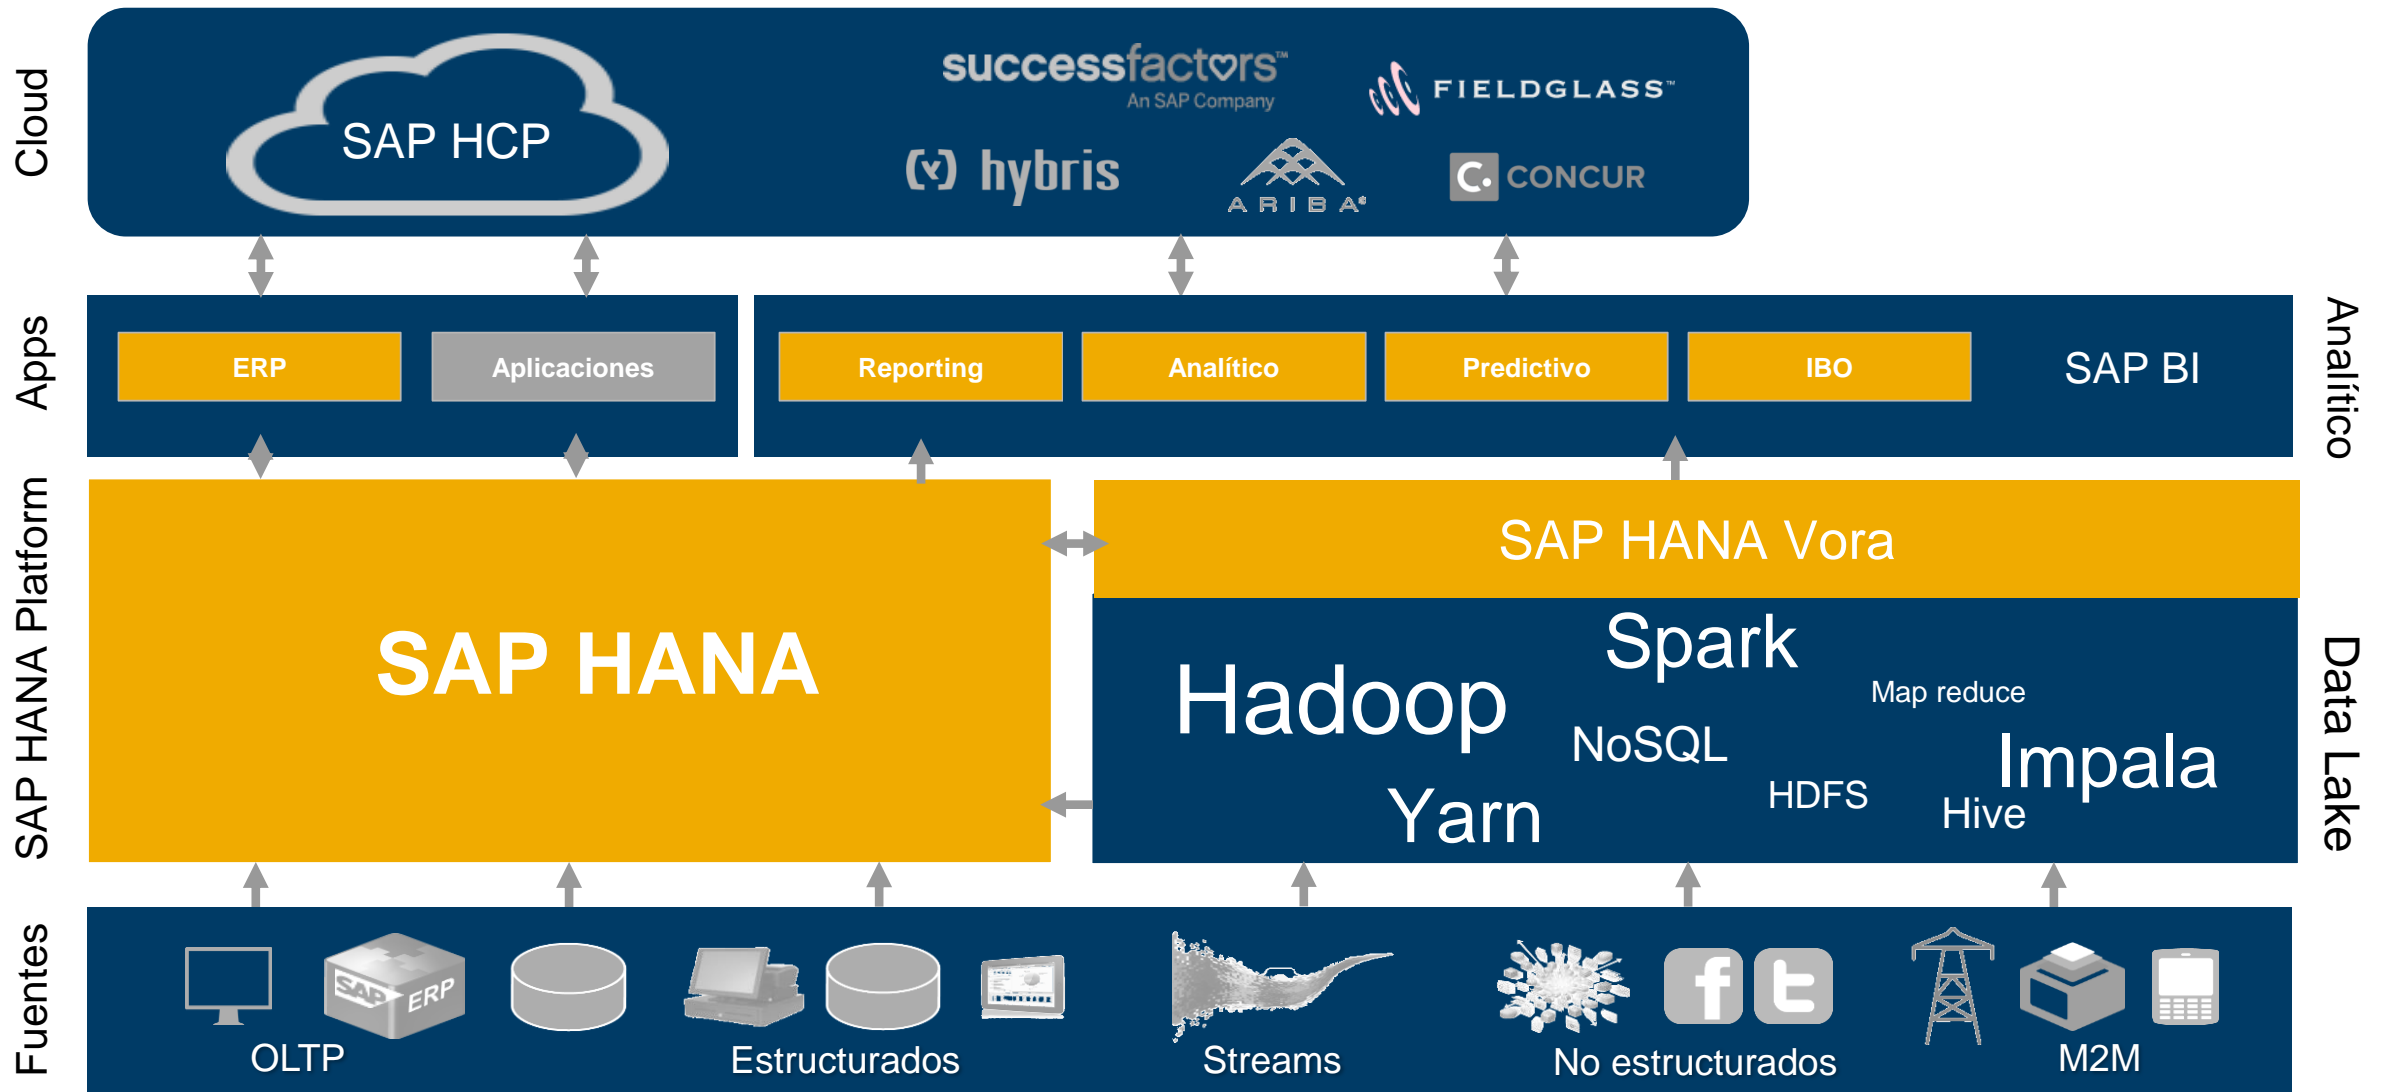 Cloud
SAP HCP
successfactors™
An SAP Company
FIELDGLASS™
(y) hybris
ARIBA®
C. CONCUR
Apps
ERP
Aplicaciones
Reporting
Analítico
Predictivo
IBO
SAP BI
Analítico
SAP HANA Platform
SAP HANA
SAP HANA Vora
Spark
Hadoop
Map reduce
NoSQL
Impala
HDFS
Yarn
Hive
Data Lake
Fuentes
SAP ERP
f
t
OLTP
Estructurados
Streams
No estructurados
M2M